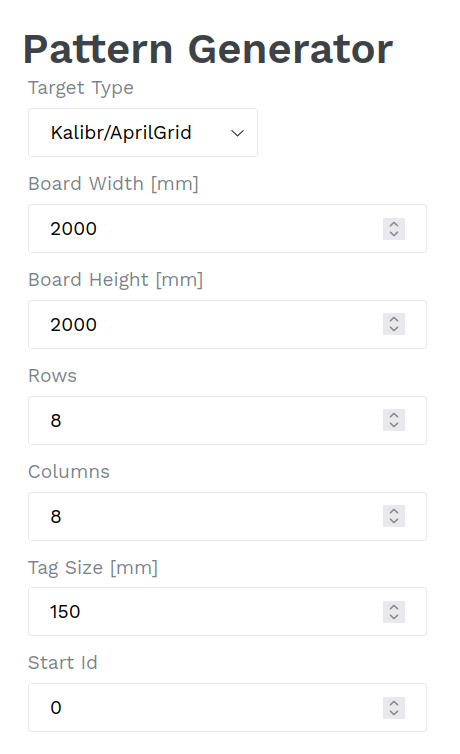 Pattern Generator
Target Type
Kalibr/AprilGrid
Board Width [mm]
2000
Board Height [mm]
2000
Rows
8
Columns
8
Tag Size [mm]
150
Start Id
0